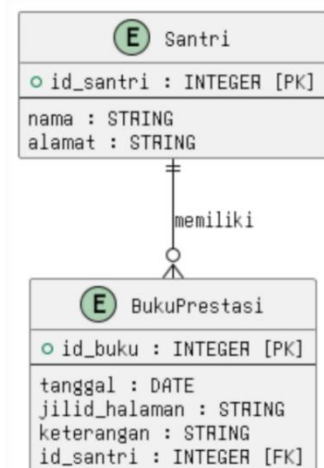 E Santri
id_santri : INTEGER [PK]
nama : STRING
alamat : STRING
memiliki
E BukuPrestasi
id_buku : INTEGER [PK]
tanggal : DATE
jilid_halaman : STRING
keterangan : STRING
id_santri : INTEGER [FK]